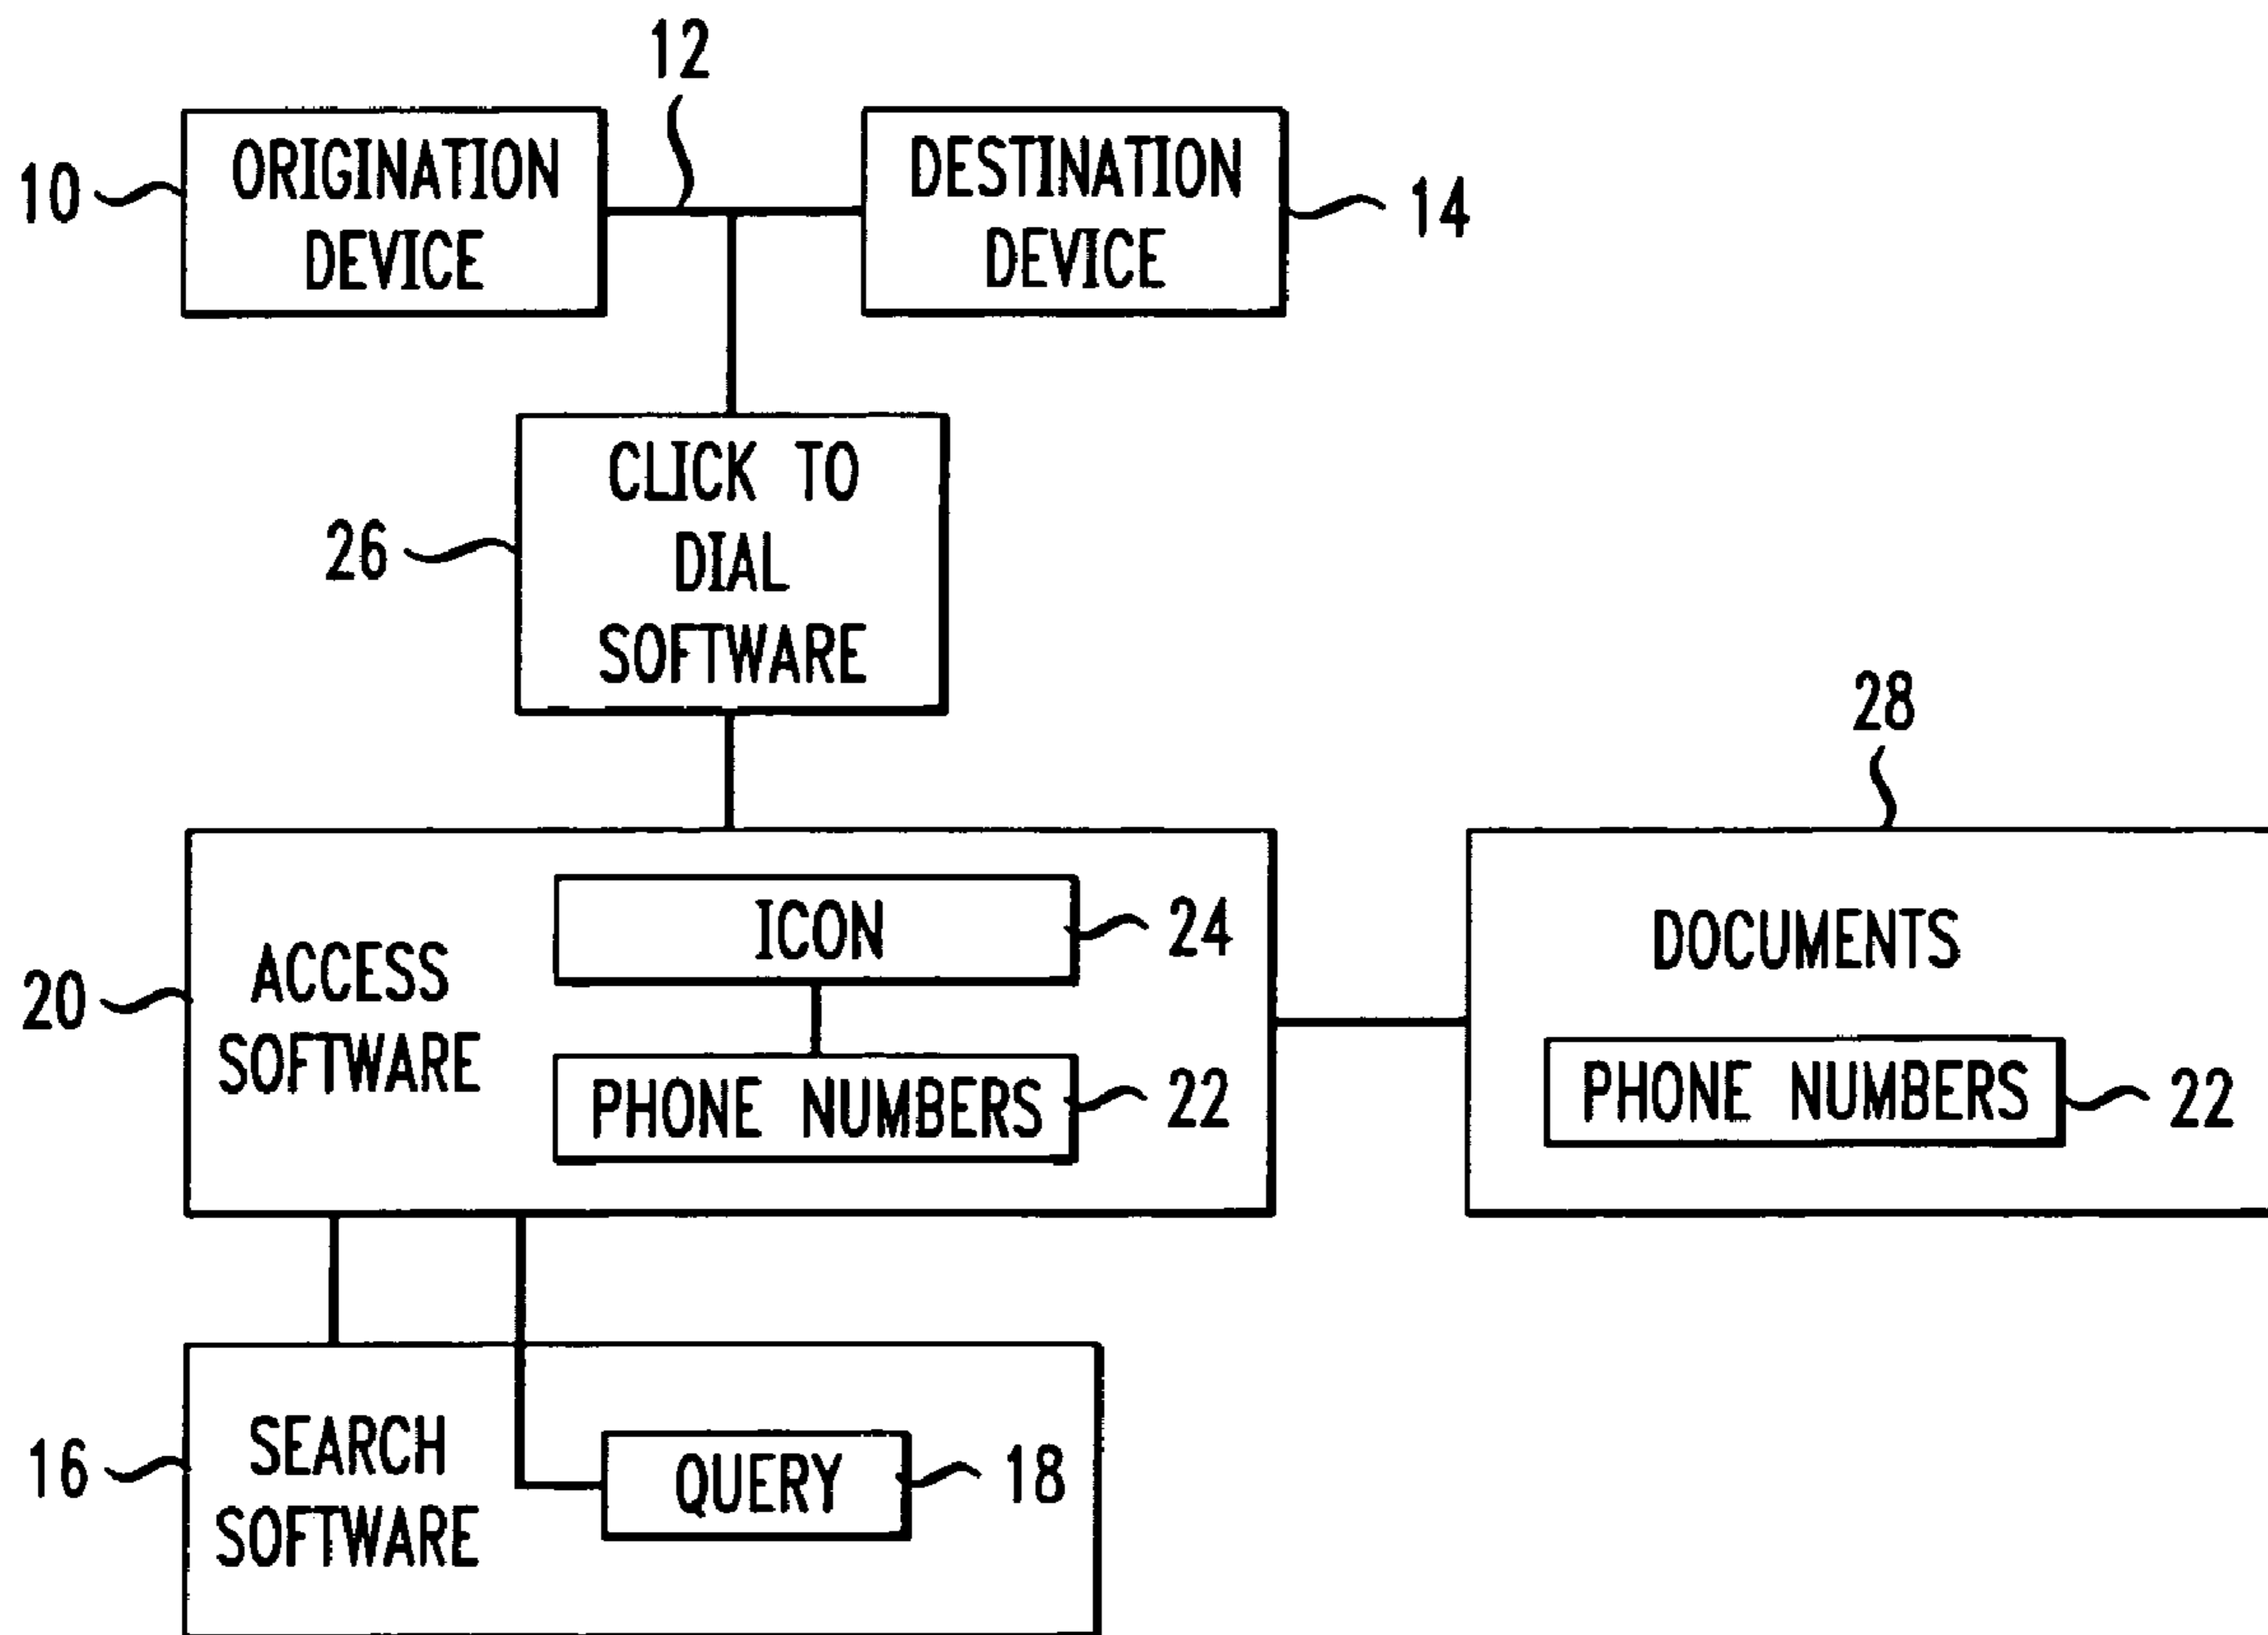 12
10
ORIGINATION
DEVICE
DESTINATION
DEVICE
14
26
CLICK TO
DIAL
SOFTWARE
28
20
ACCESS
SOFTWARE
ICON
24
PHONE NUMBERS
22
DOCUMENTS
PHONE NUMBERS
22
16
SEARCH
SOFTWARE
QUERY
18